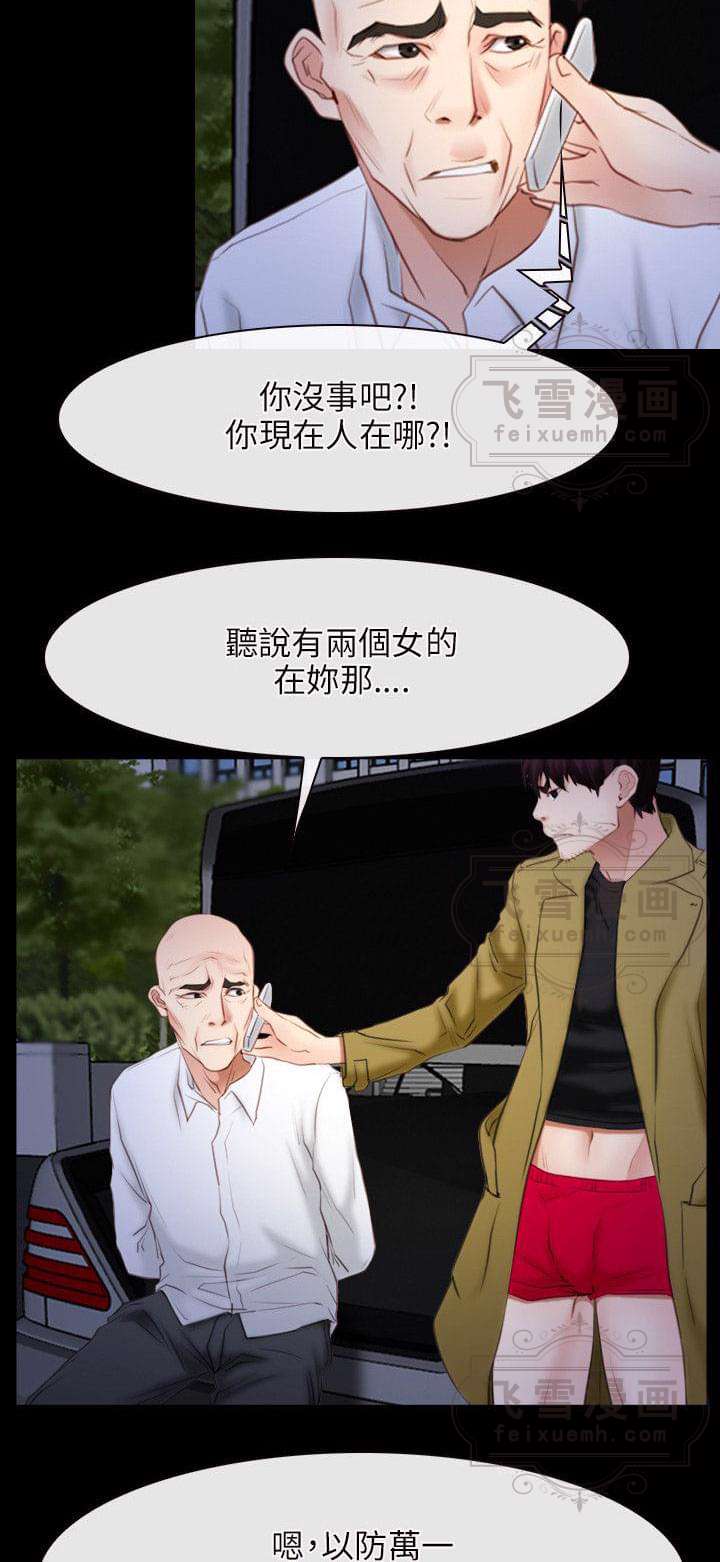 你沒事吧?!
你現在人在哪?!
飞雪漫画
feixuemh.com
聽說有兩個女的
在妳那....
飞雪漫画
feixuemh.com
飞雪漫画
feixuemh.com
嗯,以防萬一